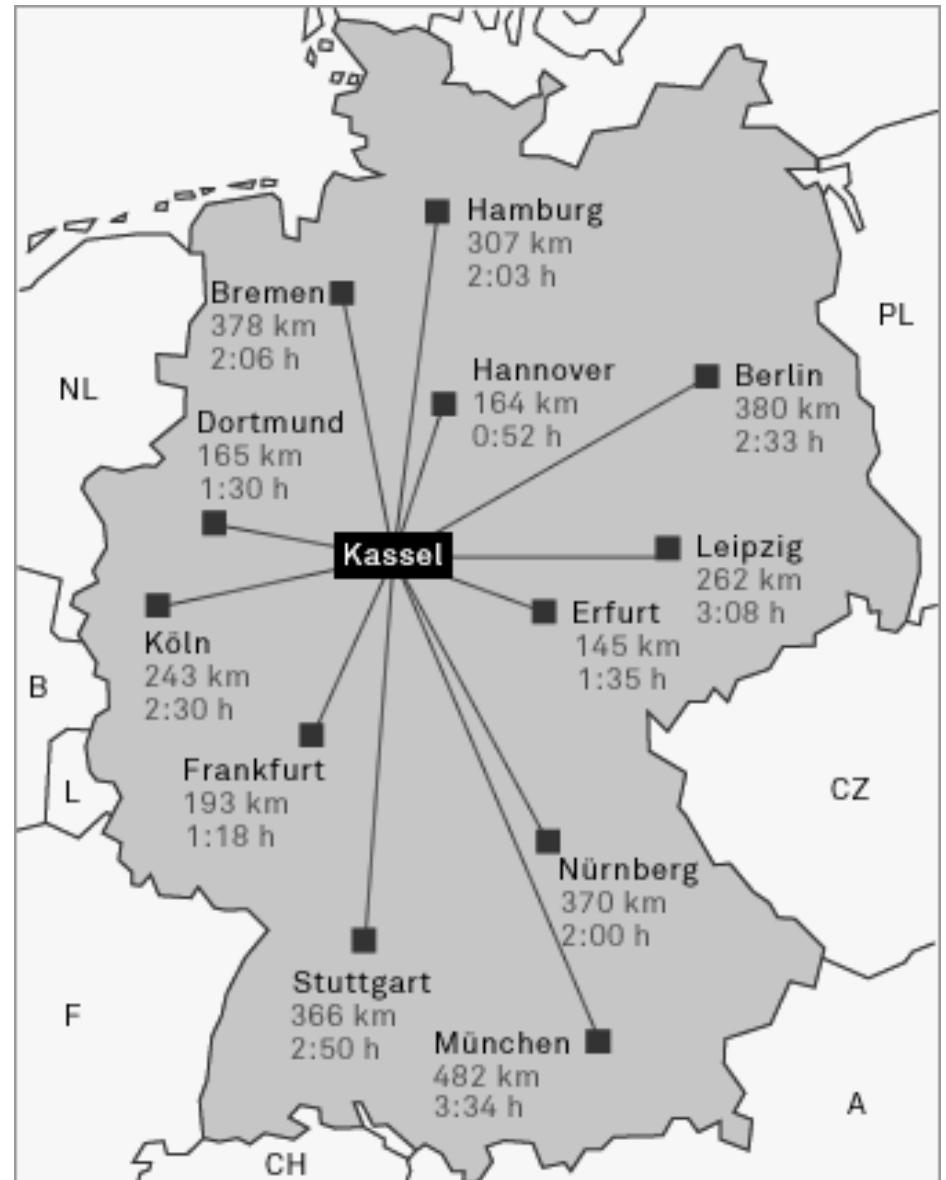 Hamburg
307 km
2:03 h
Bremen
378 km
2:06 h
PL
NL
Hannover
164 km
0:52 h
Berlin
380 km
2:33 h
Dortmund
165 km
1:30 h
Kassel
Leipzig
262 km
3:08 h
Erfurt
145 km
1:35 h
Köln
243 km
2:30 h
B
Frankfurt
193 km
1:18 h
L
CZ
Nürnberg
370 km
2:00 h
Stuttgart
366 km
2:50 h
F
München
482 km
3:34 h
A
CH